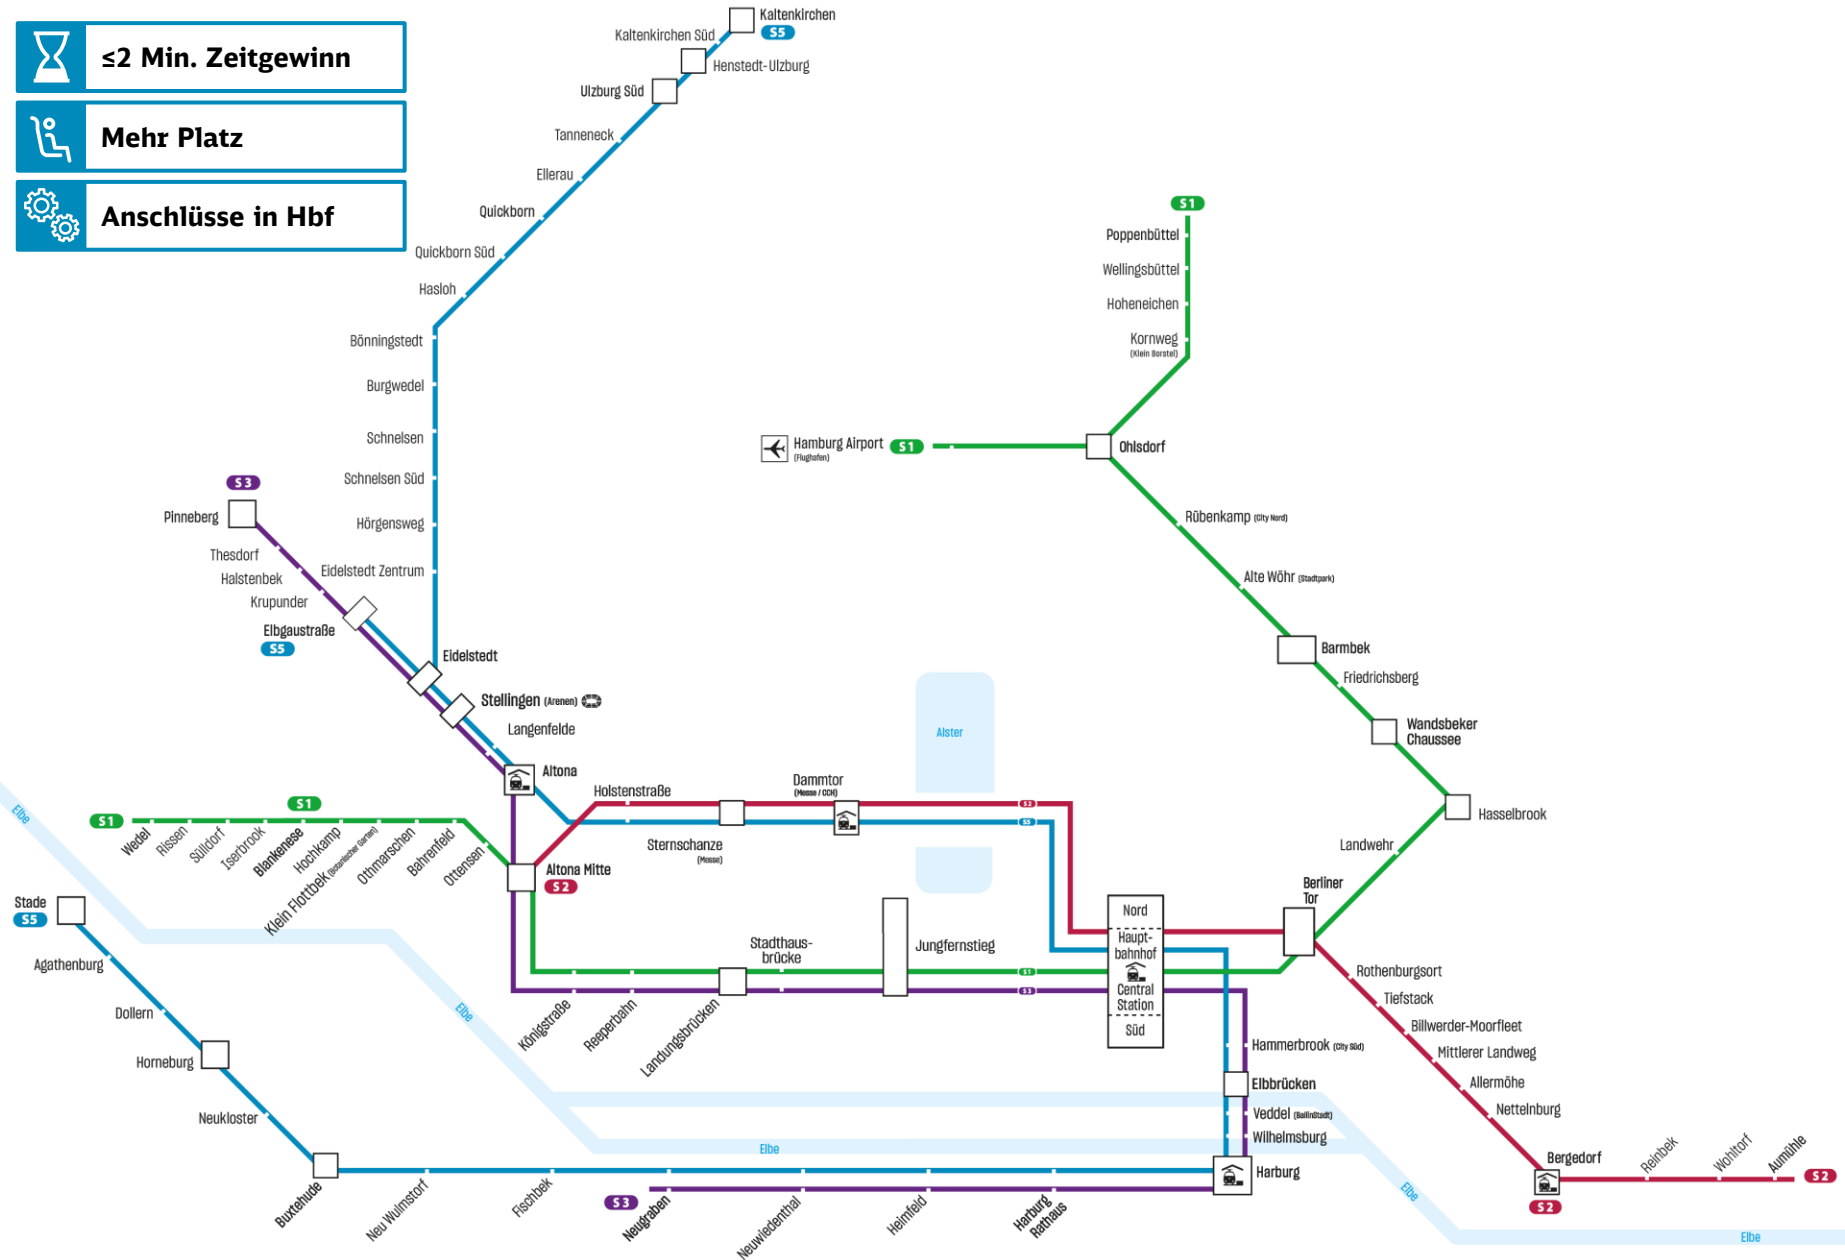 ≤2 Min. Zeitgewinn
Mehr Platz
Anschlüsse in Hbf
Kaltenkirchen
S5
Kaltenkirchen Süd
Henstedt-Ulzburg
Ulzburg Süd
Tanneneck
Ellerau
Quickborn
Quickborn Süd
Hasloh
Bönningstedt
Burgwedel
Schnelsen
Schnelsen Süd
Hörgensweg
Eidelstedt Zentrum
S3
Pinneberg
Thesdorf
Halstenbek
Krupunder
Elbgaustraße
S5
Eidelstedt
Stellingen (Arenen)
Langenfelde
Altona
S1
Poppenbüttel
Wellingsbüttel
Hoheneichen
Kornweg
(Klein Borstel)
Hamburg Airport
(Flughafen)
S1
Ohlsdorf
Rübenkamp (City Nord)
Alte Wöhr (Stadtpark)
Barmbek
Friedrichsberg
Wandsbeker
Chaussee
Hasselbrook
Landwehr
Berliner
Tor
Alster
Holstenstraße
Dammtor
(Messe / CCH)
S2
S5
Sternschanze
(Messe)
S1
S1
Wedel
Rissen
Sülldorf
Iserbrook
Blankenese
Hochkamp
Klein Flottbek (Botanischer Garten)
Othmarschen
Bahrenfeld
Ottensen
Altona Mitte
S2
Elbe
Stade
S5
Agathenburg
Dollern
Horneburg
Neukloster
Buxtehude
Neu Wulmstorf
Fischbek
S3
Neugraben
Neuwiedenthal
Heimfeld
Harburg
Rathaus
Elbe
Elbe
Königstraße
Reeperbahn
Landungsbrücken
Stadthaus-
brücke
Jungfernstieg
S1
S3
Nord
Haupt-
bahnhof
Central
Station
Süd
Hammerbrook (City Süd)
Elbbrücken
Veddel (BallinStadt)
Wilhelmsburg
Harburg
Rothenburgsort
Tiefstack
Billwerder-Moorfleet
Mittlerer Landweg
Allermöhe
Nettelnburg
Bergedorf
S2
Reinbek
Wohltorf
Aumühle
S2
Elbe
Elbe